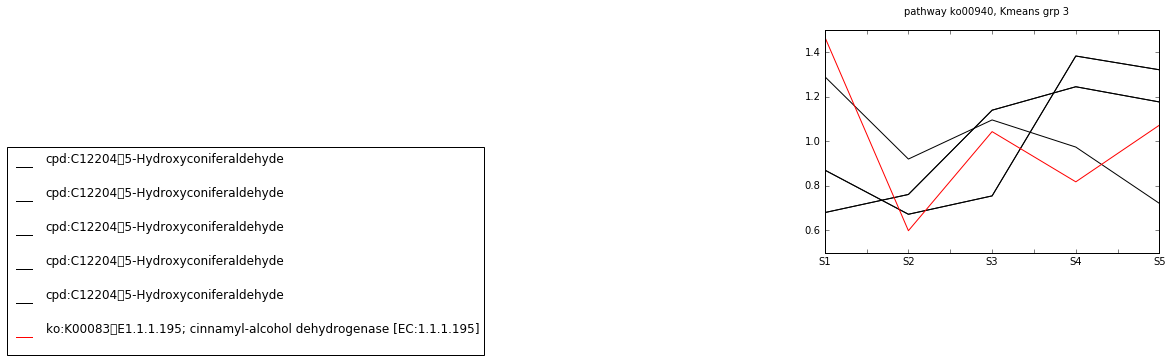 pathway ko00940, Kmeans grp 3
1.4
1.2
1.0
0.8
0.6
S1 S2 S3 S4 S5
cpd:C12204▯5-Hydroxyconiferaldehyde
cpd:C12204▯5-Hydroxyconiferaldehyde
cpd:C12204▯5-Hydroxyconiferaldehyde
cpd:C12204▯5-Hydroxyconiferaldehyde
cpd:C12204▯5-Hydroxyconiferaldehyde
ko:K00083▯E1.1.1.195; cinnamyl-alcohol dehydrogenase [EC:1.1.1.195]